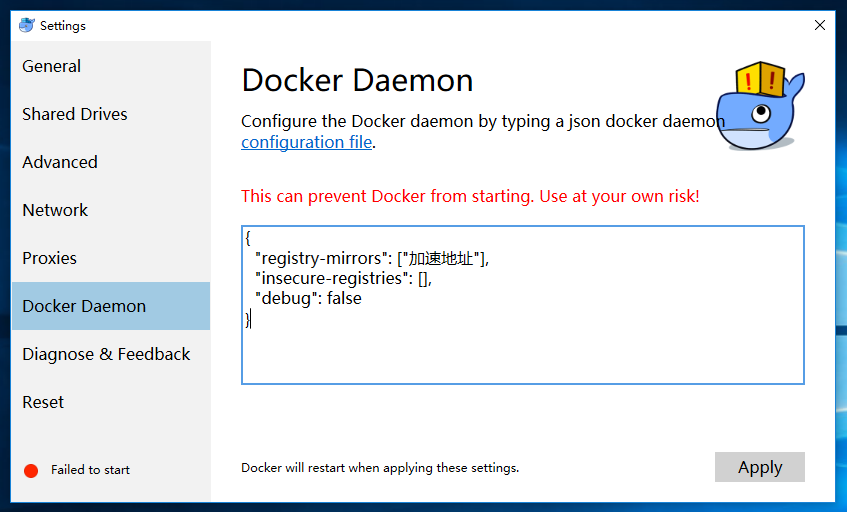 Settings
General
Shared Drives
Advanced
Network
Proxies
Docker Daemon
Diagnose & Feedback
Reset
Failed to start
Docker Daemon
Configure the Docker daemon by typing a json docker daemon
configuration file.
This can prevent Docker from starting. Use at your own risk!
{
"registry-mirrors": ["加速地址"],
"insecure-registries": [],
"debug": false
}
Docker will restart when applying these settings.
Apply